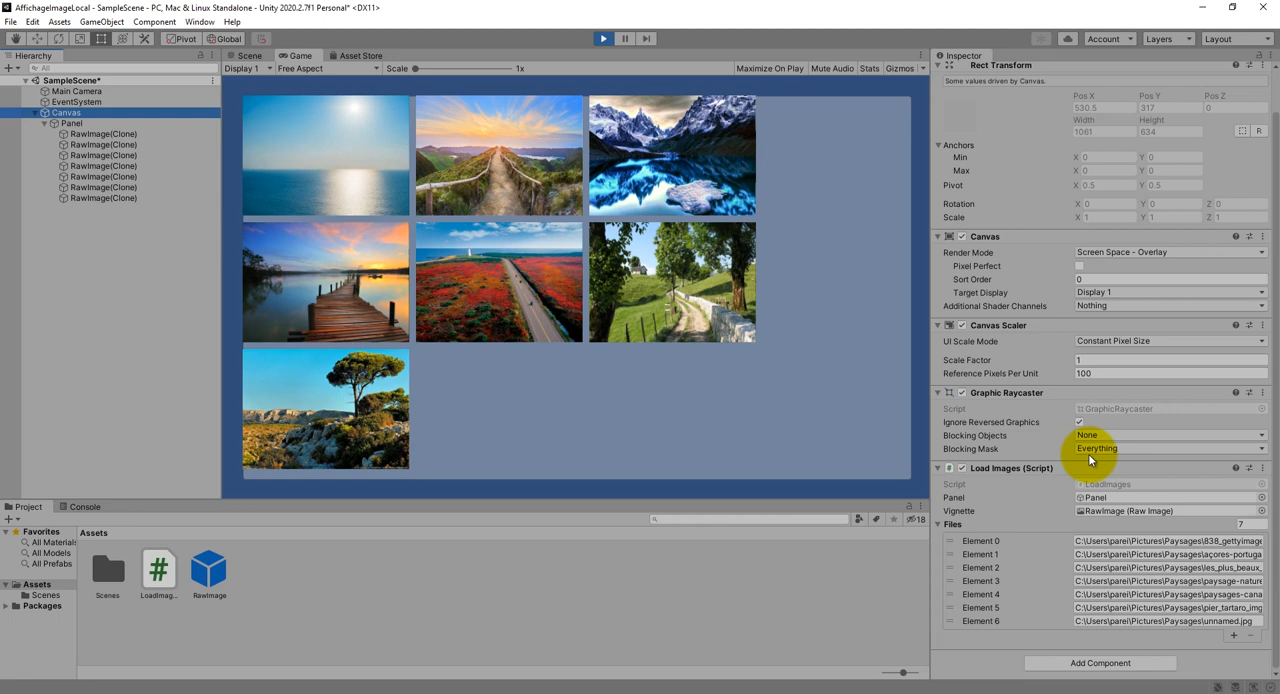 AffichageImageLocal - SampleScene - PC, Mac & Linux Standalone - Unity 2020.2.7f1 Personal* <DX11>
File Edit Assets GameObject Component Window Help
Pivot Global Account Layers Layout
Hierarchy
All
SampleScene*
Main Camera
EventSystem
Canvas
Panel
RawImage(Clone)
RawImage(Clone)
RawImage(Clone)
RawImage(Clone)
RawImage(Clone)
RawImage(Clone)
RawImage(Clone)
Scene Game Asset Store
Display 1 Free Aspect Scale 1x Maximize On Play Mute Audio Stats Gizmos
Inspector
Rect Transform
Some values driven by Canvas.
Pos X Pos Y Pos Z
530.5 317 0
Width Height
1061 634
R
Anchors
Min X 0 Y 0
Max X 0 Y 0
Pivot X 0.5 Y 0.5
Rotation X 0 Y 0 Z 0
Scale X 1 Y 1 Z 1
Canvas
Render Mode Screen Space - Overlay
Pixel Perfect
Sort Order 0
Target Display Display 1
Additional Shader Channels Nothing
Canvas Scaler
UI Scale Mode Constant Pixel Size
Scale Factor 1
Reference Pixels Per Unit 100
Graphic Raycaster
Script GraphicRaycaster
Ignore Reversed Graphics
Blocking Objects None
Blocking Mask Everything
Load Images (Script)
Script LoadImages
Panel Panel
Vignette RawImage (Raw Image)
Files 7
Element 0 C:\Users\parei\Pictures\Paysages\838_gettyimage
Element 1 C:\Users\parei\Pictures\Paysages\açores-portuga
Element 2 C:\Users\parei\Pictures\Paysages\les_plus_beaux_
Element 3 C:\Users\parei\Pictures\Paysages\paysage-nature
Element 4 C:\Users\parei\Pictures\Paysages\paysages-cana
Element 5 C:\Users\parei\Pictures\Paysages\pier_tartaro_img
Element 6 C:\Users\parei\Pictures\Paysages\unnamed.jpg
Add Component
Project Console
18
Favorites
All Materials
All Models
All Prefabs
Assets
Scenes
Packages
Assets
Scenes LoadImag... RawImage